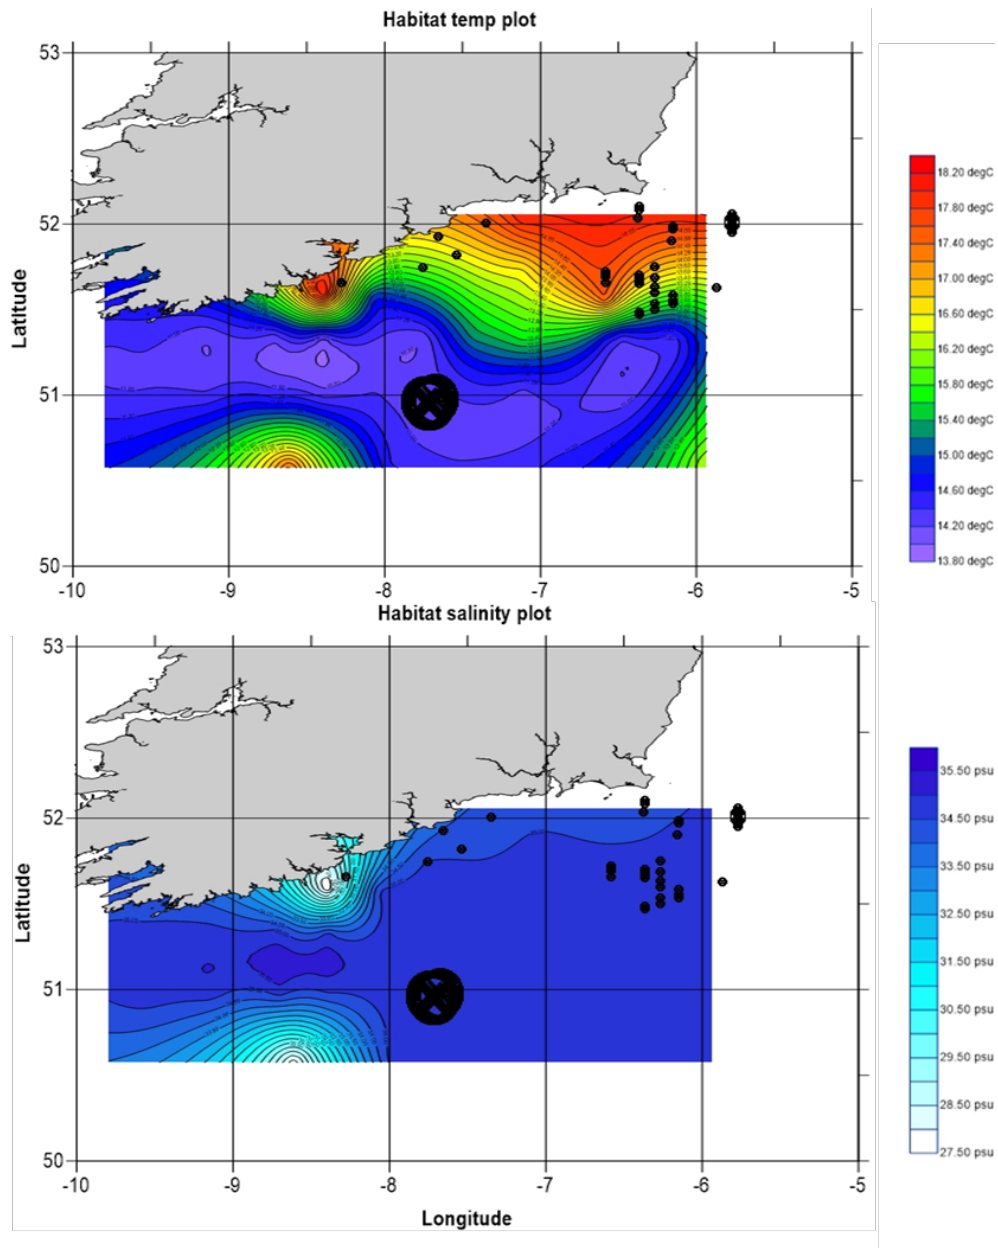 Habitat temp plot
53
52
51
50
Latitude
-10 -9 -8 -7 -6 -5
18.20 degC
17.80 degC
17.40 degC
17.00 degC
16.60 degC
16.20 degC
15.80 degC
15.40 degC
15.00 degC
14.60 degC
14.20 degC
13.80 degC
Habitat salinity plot
53
52
51
50
Latitude
-10 -9 -8 -7 -6 -5
Longitude
35.50 psu
34.50 psu
33.50 psu
32.50 psu
31.50 psu
30.50 psu
29.50 psu
28.50 psu
27.50 psu